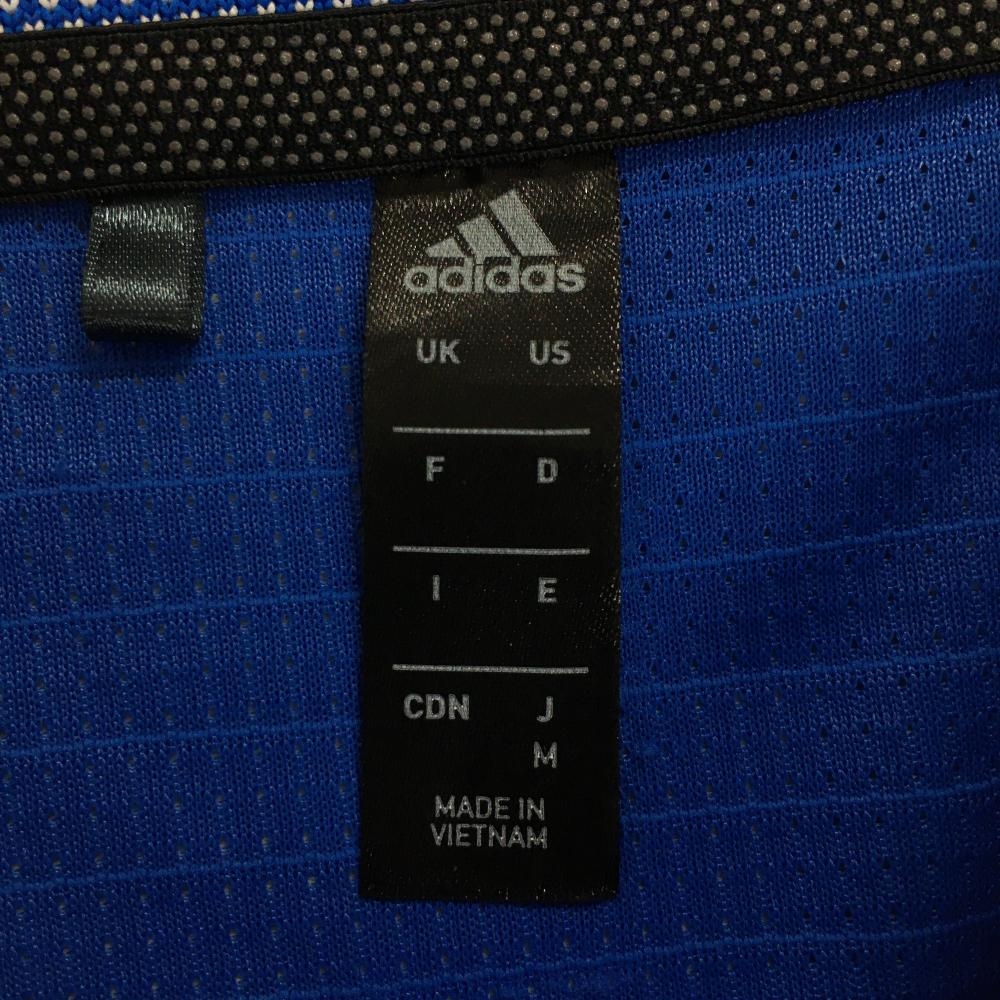 adidas
UK US
F D
I E
CDN J
M
MADE IN
VIETNAM